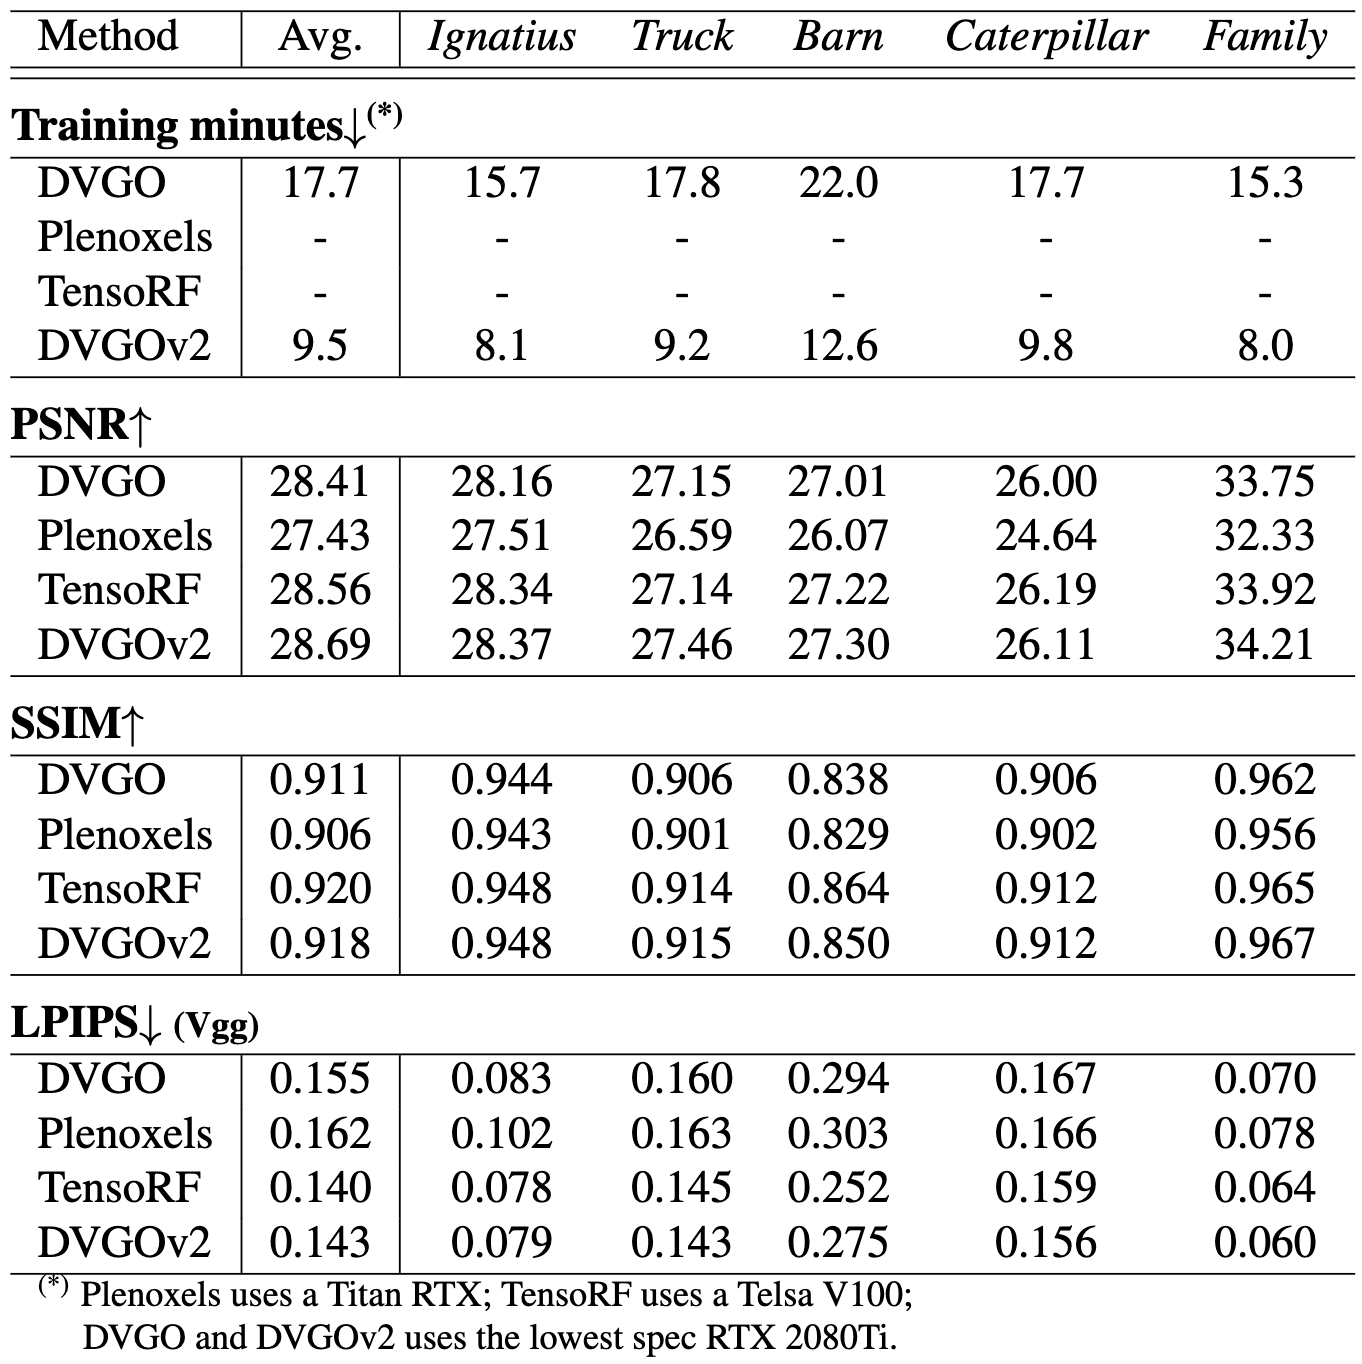 Method Avg. Ignatius Truck Barn Caterpillar Family
Training minutes↓(*)
DVGO 17.7 15.7 17.8 22.0 17.7 15.3
Plenoxels - - - - - -
TensoRF - - - - - -
DVGOv2 9.5 8.1 9.2 12.6 9.8 8.0
PSNR↑
DVGO 28.41 28.16 27.15 27.01 26.00 33.75
Plenoxels 27.43 27.51 26.59 26.07 24.64 32.33
TensoRF 28.56 28.34 27.14 27.22 26.19 33.92
DVGOv2 28.69 28.37 27.46 27.30 26.11 34.21
SSIM↑
DVGO 0.911 0.944 0.906 0.838 0.906 0.962
Plenoxels 0.906 0.943 0.901 0.829 0.902 0.956
TensoRF 0.920 0.948 0.914 0.864 0.912 0.965
DVGOv2 0.918 0.948 0.915 0.850 0.912 0.967
LPIPS↓ (Vgg)
DVGO 0.155 0.083 0.160 0.294 0.167 0.070
Plenoxels 0.162 0.102 0.163 0.303 0.166 0.078
TensoRF 0.140 0.078 0.145 0.252 0.159 0.064
DVGOv2 0.143 0.079 0.143 0.275 0.156 0.060
(*) Plenoxels uses a Titan RTX; TensoRF uses a Telsa V100;
DVGO and DVGOv2 uses the lowest spec RTX 2080Ti.